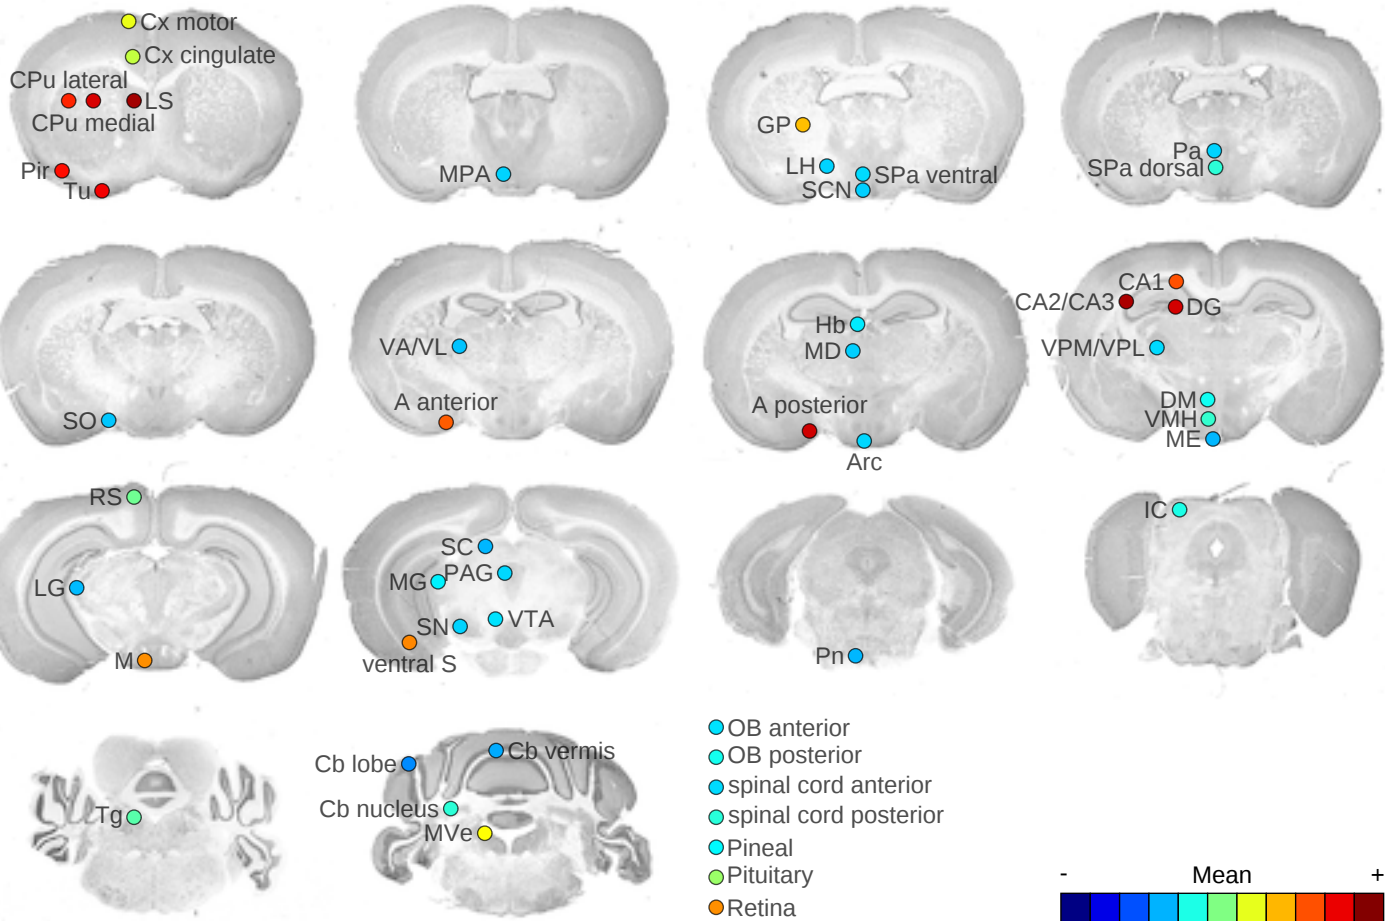 Cx motor
Cx cingulate
CPu lateral
LS
CPu medial
Pir
Tu
MPA
GP
LH
SPa ventral
SCN
Pa
SPa dorsal
SO
VA/VL
A anterior
Hb
MD
A posterior
Arc
CA1
CA2/CA3
DG
VPM/VPL
DM
VMH
ME
RS
LG
M
SC
MG
PAG
SN
VTA
ventral S
Pn
IC
Tg
Cb lobe
Cb vermis
Cb nucleus
MVe
OB anterior
OB posterior
spinal cord anterior
spinal cord posterior
Pineal
Pituitary
Retina
- Mean +